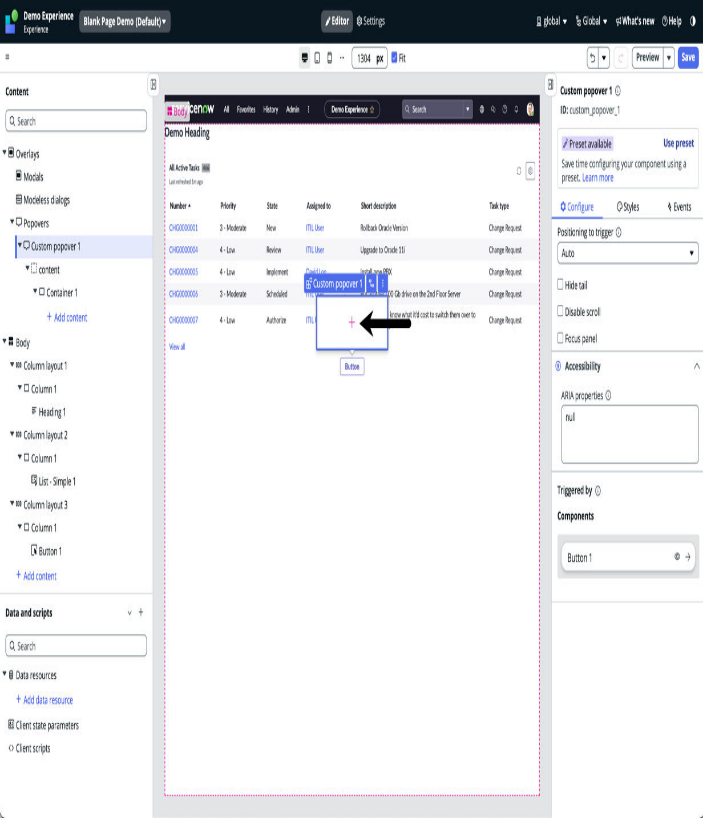 Demo Experience
Experience
Blank Page Demo (Default)
Editor
Settings
global
Global
What's new
Help
1304 px
Fit
Preview
Save
Content
Search
Overlays
Modals
Modeless dialogs
Popovers
Custom popover 1
content
Container 1
+ Add content
Body
Column layout 1
Column 1
Heading 1
Column layout 2
Column 1
List - Simple 1
Column layout 3
Column 1
Button 1
+ Add content
Data and scripts
Search
Data resources
+ Add data resource
Client state parameters
Client scripts
Body
cenow
All
Favorites
History
Admin
Demo Experience
Search
Demo Heading
All Active Tasks
Last refreshed 1m ago
Number
Priority
State
Assigned to
Short description
Task type
CHG0000001
3 - Moderate
New
ITIL User
Rollback Oracle Version
Change Request
CHG0000004
4 - Low
Review
ITIL User
Upgrade to Oracle 11i
Change Request
CHG0000005
4 - Low
Implement
Install new PBX
Change Request
Custom popover 1
CHG0000006
3 - Moderate
Scheduled
00 Gb drive on the 2nd Floor Server
Change Request
CHG0000007
4 - Low
Authorize
ITIL
know what it'd cost to switch them over to
Change Request
View all
Button
Custom popover 1
ID: custom_popover_1
Preset available
Use preset
Save time configuring your component using a
preset. Learn more
Configure
Styles
Events
Positioning to trigger
Auto
Hide tail
Disable scroll
Focus panel
Accessibility
ARIA properties
null
Triggered by
Components
Button 1